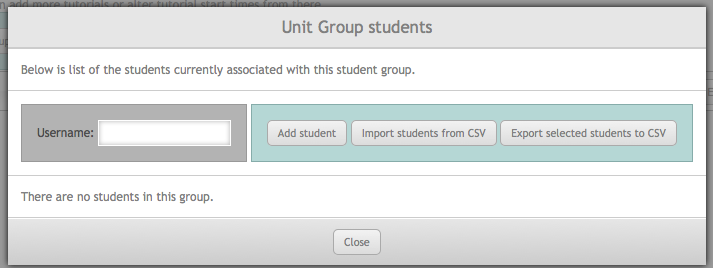 n add more tutorials or alter tutorial start times from there
Unit Group students
Below is list of the students currently associated with this student group.
Username:
Add student
Import students from CSV
Export selected students to CSV
There are no students in this group.
Close